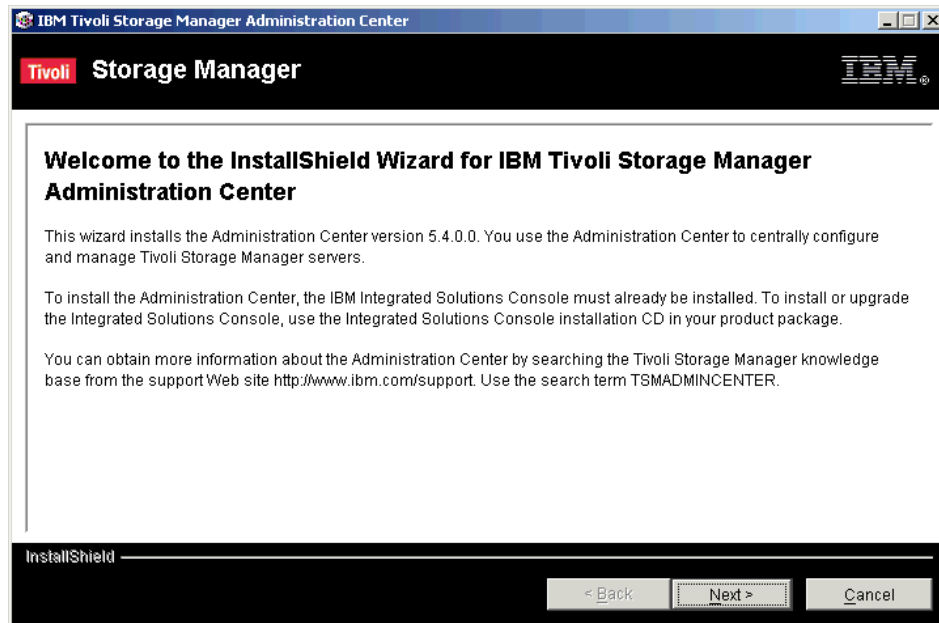 IBM Tivoli Storage Manager Administration Center
Tivoli Storage Manager
IBM®
Welcome to the InstallShield Wizard for IBM Tivoli Storage Manager
Administration Center
This wizard installs the Administration Center version 5.4.0.0. You use the Administration Center to centrally configure
and manage Tivoli Storage Manager servers.
To install the Administration Center, the IBM Integrated Solutions Console must already be installed. To install or upgrade
the Integrated Solutions Console, use the Integrated Solutions Console installation CD in your product package.
You can obtain more information about the Administration Center by searching the Tivoli Storage Manager knowledge
base from the support Web site http://www.ibm.com/support. Use the search term TSMADMINCENTER.
InstallShield
< Back
Next >
Cancel